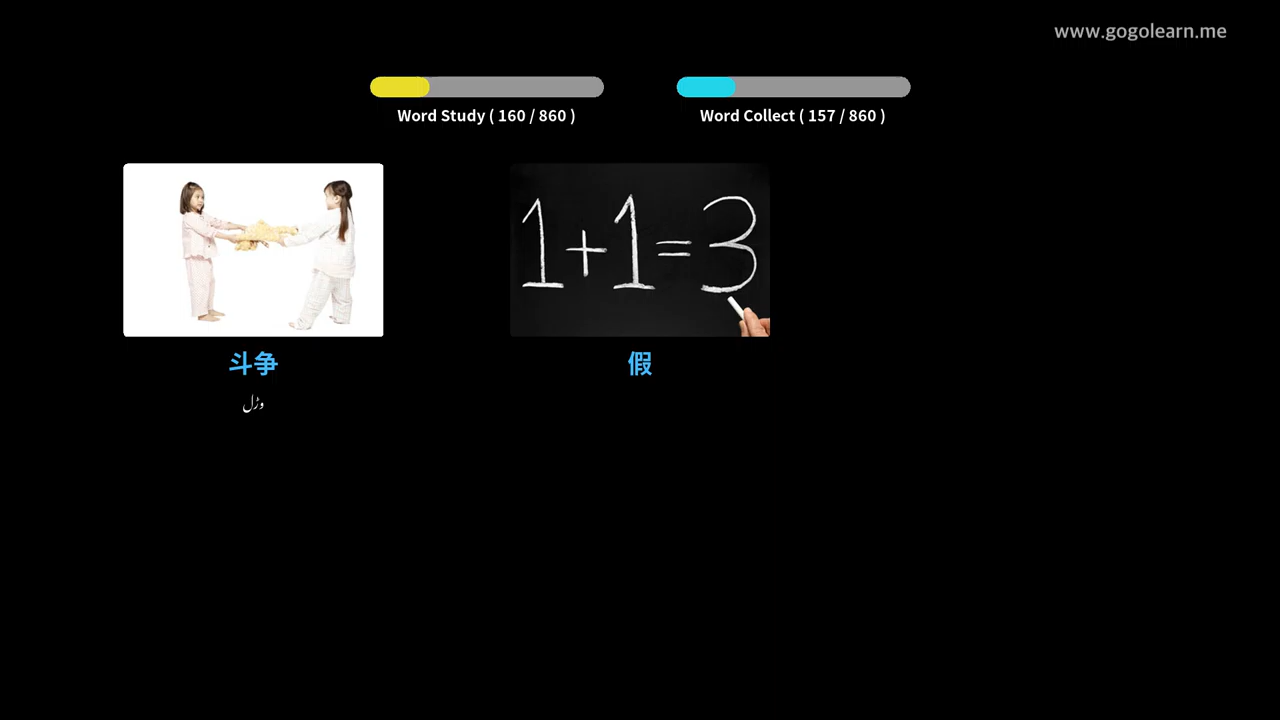 www.gogolearn.me
Word Study ( 160 / 860 )
Word Collect ( 157 / 860 )
1+1=3
斗争
假
وڑل